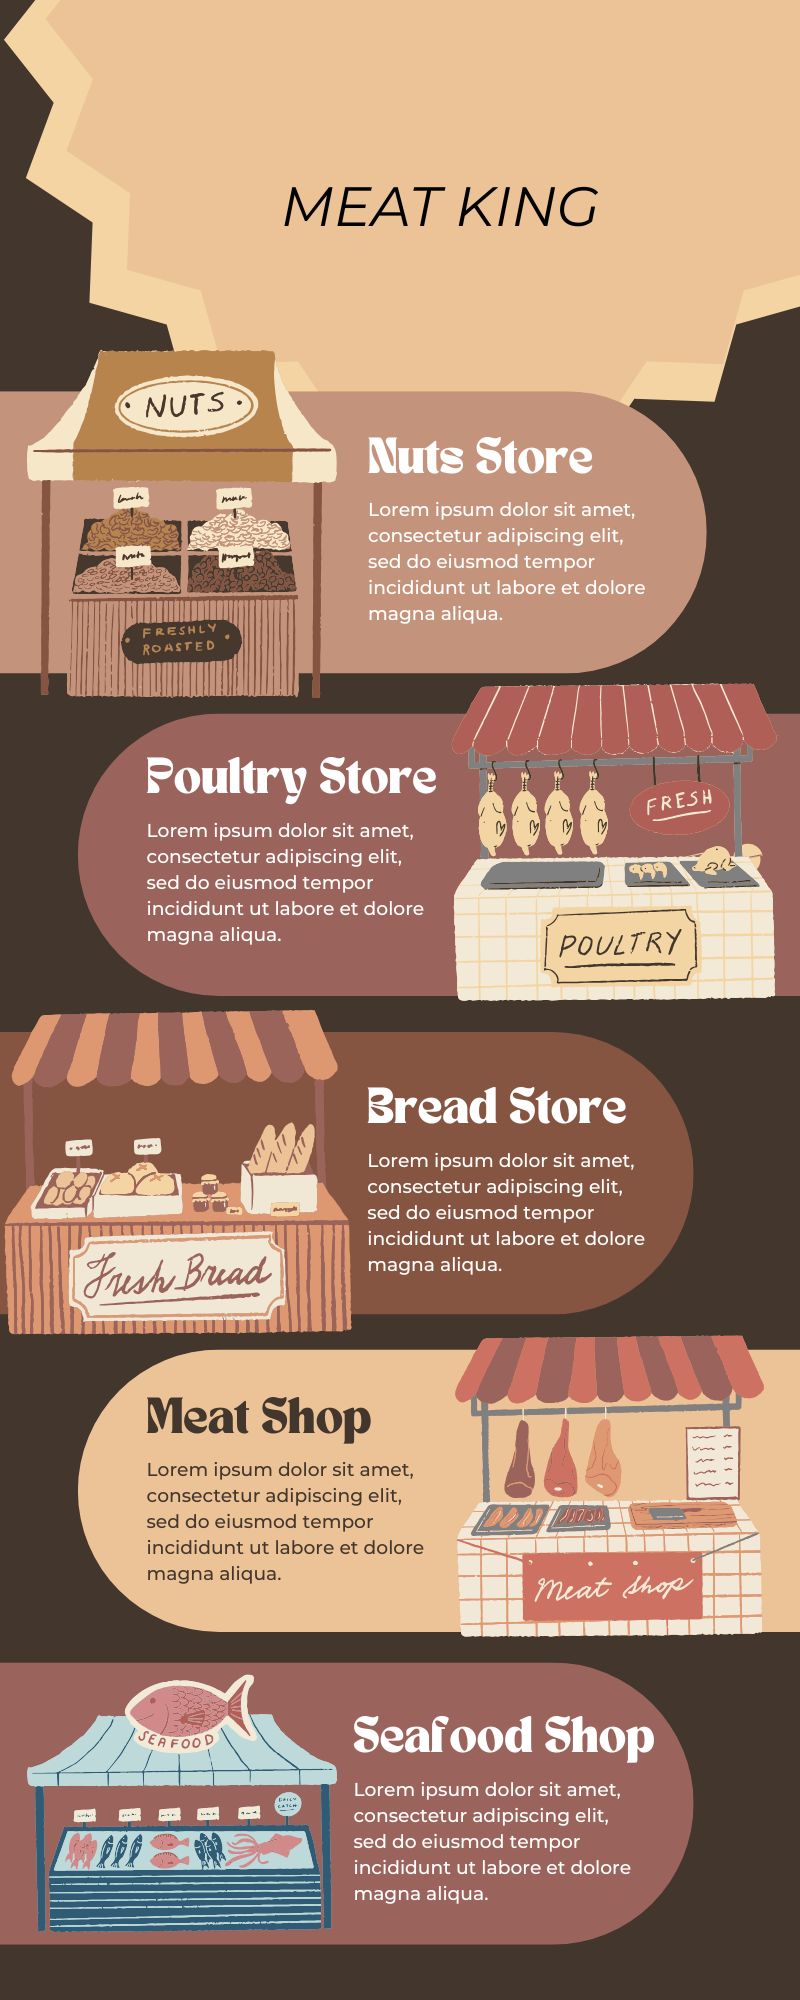 MEAT KING
NUTS
FRESHLY
ROASTED
Nuts Store
Lorem ipsum dolor sit amet,
consectetur adipiscing elit,
sed do eiusmod tempor
incididunt ut labore et dolore
magna aliqua.
Poultry Store
Lorem ipsum dolor sit amet,
consectetur adipiscing elit,
sed do eiusmod tempor
incididunt ut labore et dolore
magna aliqua.
FRESH
POULTRY
Fresh Bread
Bread Store
Lorem ipsum dolor sit amet,
consectetur adipiscing elit,
sed do eiusmod tempor
incididunt ut labore et dolore
magna aliqua.
Meat Shop
Lorem ipsum dolor sit amet,
consectetur adipiscing elit,
sed do eiusmod tempor
incididunt ut labore et dolore
magna aliqua.
Meat Shop
SEAFOOD
DAILY
CATCH
Seafood Shop
Lorem ipsum dolor sit amet,
consectetur adipiscing elit,
sed do eiusmod tempor
incididunt ut labore et dolore
magna aliqua.